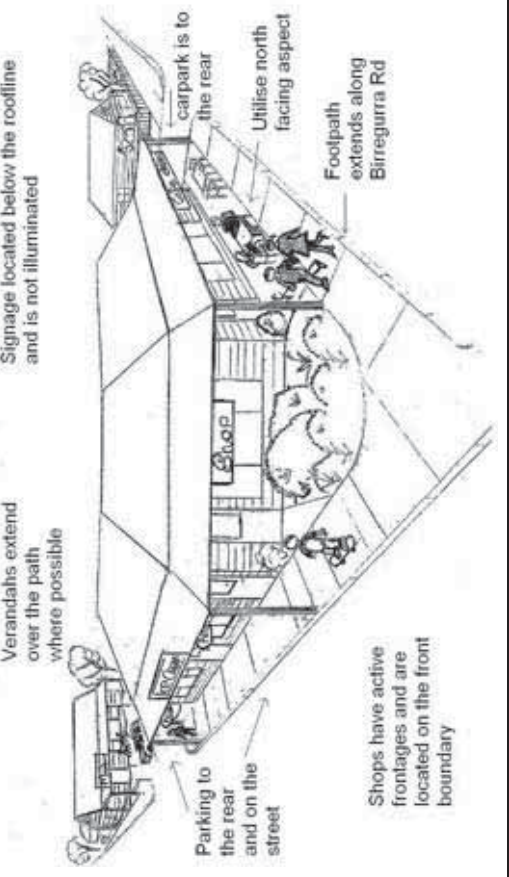 Verandahs extend
over the path
where possible
Signage located below the roofline
and is not illuminated
carpark is to
the rear
Utilise north
facing aspect
Footpath
extends along
Birregurra Rd
Shop
Parking to
the rear
and on the
street
Shops have active
frontages and are
located on the front
boundary